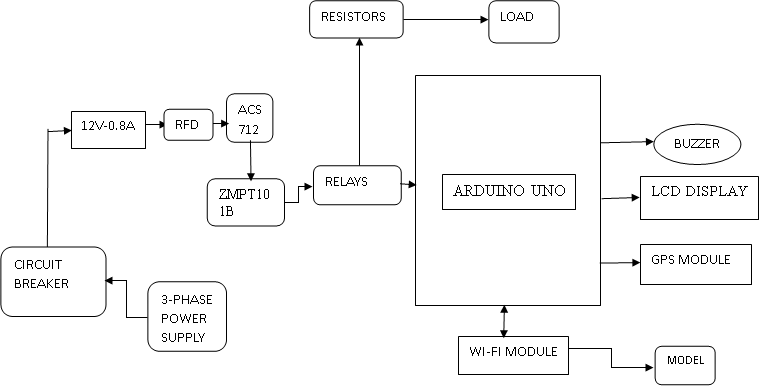 RESISTORS
LOAD
12V-0.8A
RFD
ACS
712
ZMPT10
1B
RELAYS
ARDUINO UNO
BUZZER
LCD DISPLAY
GPS MODULE
CIRCUIT
BREAKER
3-PHASE
POWER
SUPPLY
WI-FI MODULE
MODEL